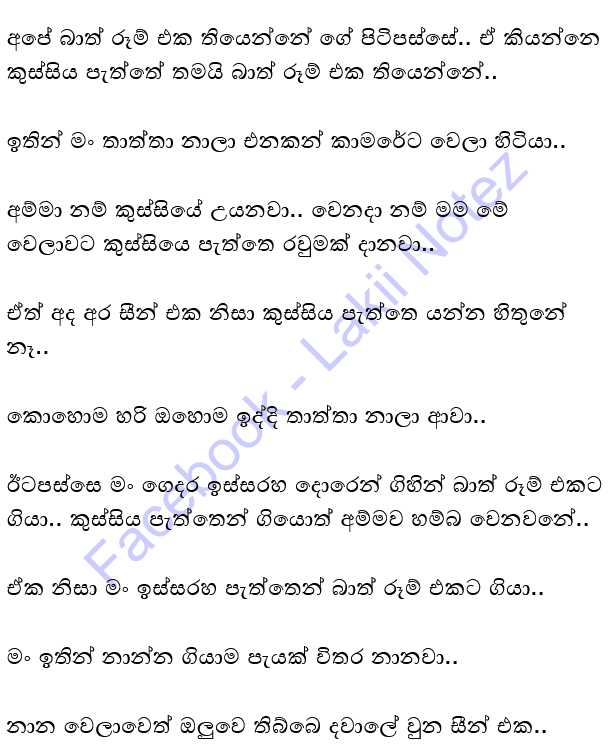 අපේ බාත් රූම් එක තියෙන්නේ ගේ පිටිපස්සේ.. ඒ කියන්නෙ
කුස්සිය පැත්තේ තමයි බාත් රූම් එක තියෙන්නේ..
ඉතින් මං තාත්තා නාලා එනකන් කාමරේට වෙලා හිටියා..
අම්මා නම් කුස්සියේ උයනවා.. වෙනදා නම් මම මේ
වෙලාවට කුස්සියෙ පැත්තෙ රවුමක් දානවා..
ඒත් අද අර සීන් එක නිසා කුස්සිය පැත්තෙ යන්න හිතුනේ
නෑ..
කොහොම හරි ඔහොම ඉද්දි තාත්තා නාලා ආවා..
ඊටපස්සෙ මං ගෙදර ඉස්සරහ දොරෙන් ගිහින් බාත් රූම් එකට
ගියා.. කුස්සිය පැත්තෙන් ගියොත් අම්මව හම්බ වෙනවනේ..
ඒක නිසා මං ඉස්සරහ පැත්තෙන් බාත් රූම් එකට ගියා..
මං ඉතින් නාන්න ගියාම පැයක් විතර නානවා..
නාන වෙලාවෙත් ඔලුවෙ තිබ්බෙ දවාලේ වුන සීන් එක..
Facebook - Lakii Notez